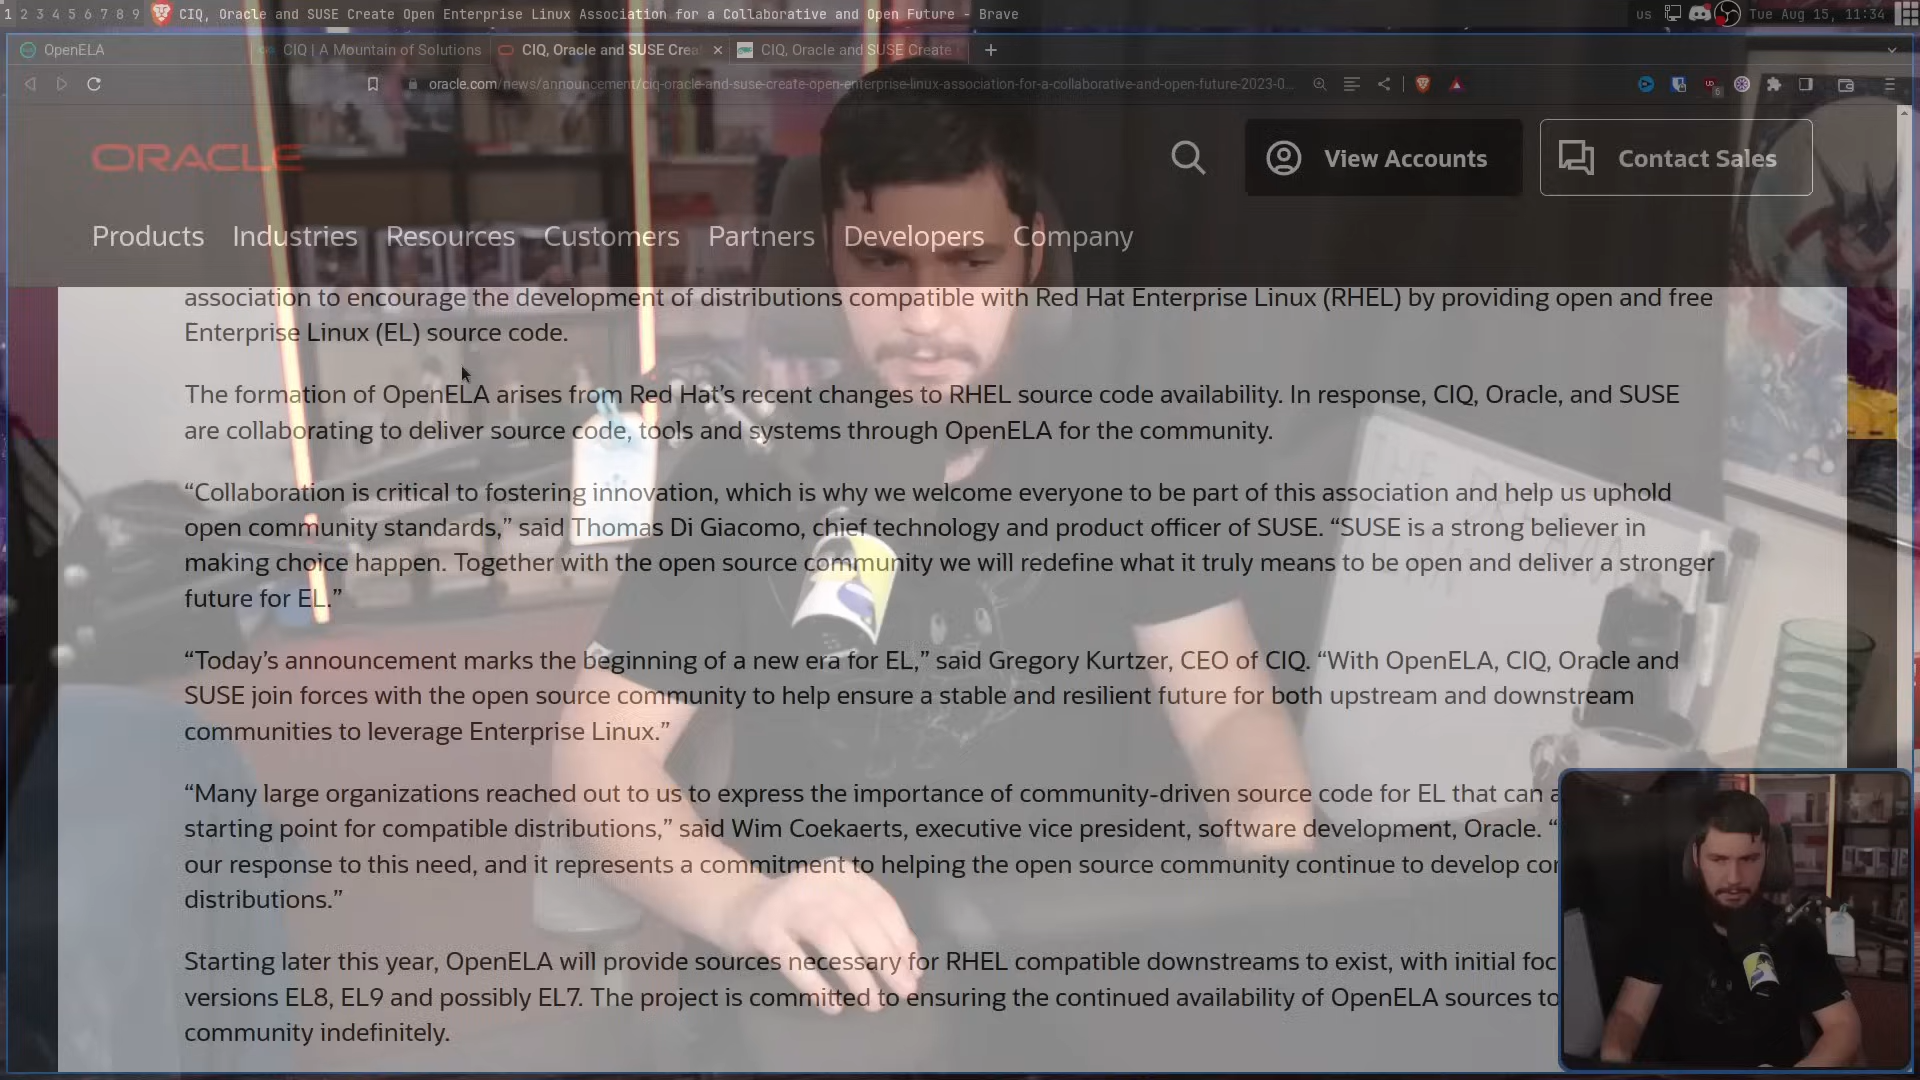 1 2 3 4 5 6 7 8 9 CIQ, Oracle and SUSE Create Open Enterprise Linux Association for a Collaborative and Open Future - Brave us Tue Aug 15, 11:34
OpenELA CIQ | A Mountain of Solutions CIQ, Oracle and SUSE Crea CIQ, Oracle and SUSE Create
oracle.com/news/announcement/ciq-oracle-and-suse-create-open-enterprise-linux-association-for-a-collaborative-and-open-future-2023-0...
ORACLE View Accounts Contact Sales
Products Industries Resources Customers Partners Developers Company
association to encourage the development of distributions compatible with Red Hat Enterprise Linux (RHEL) by providing open and free
Enterprise Linux (EL) source code.
The formation of OpenELA arises from Red Hat’s recent changes to RHEL source code availability. In response, CIQ, Oracle, and SUSE
are collaborating to deliver source code, tools and systems through OpenELA for the community.
“Collaboration is critical to fostering innovation, which is why we welcome everyone to be part of this association and help us uphold
open community standards,” said Thomas Di Giacomo, chief technology and product officer of SUSE. “SUSE is a strong believer in
making choice happen. Together with the open source community we will redefine what it truly means to be open and deliver a stronger
future for EL.”
“Today’s announcement marks the beginning of a new era for EL,” said Gregory Kurtzer, CEO of CIQ. “With OpenELA, CIQ, Oracle and
SUSE join forces with the open source community to help ensure a stable and resilient future for both upstream and downstream
communities to leverage Enterprise Linux.”
“Many large organizations reached out to us to express the importance of community-driven source code for EL that can a
starting point for compatible distributions,” said Wim Coekaerts, executive vice president, software development, Oracle. “
our response to this need, and it represents a commitment to helping the open source community continue to develop cor
distributions.”
Starting later this year, OpenELA will provide sources necessary for RHEL compatible downstreams to exist, with initial foc
versions EL8, EL9 and possibly EL7. The project is committed to ensuring the continued availability of OpenELA sources to
community indefinitely.